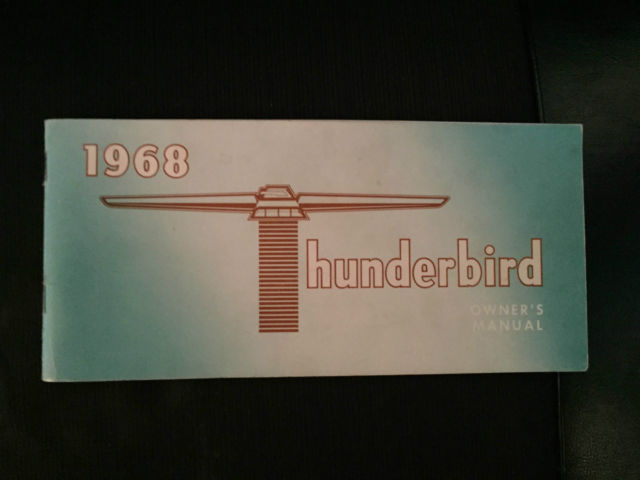 1968
Thunderbird
OWNER'S
MANUAL